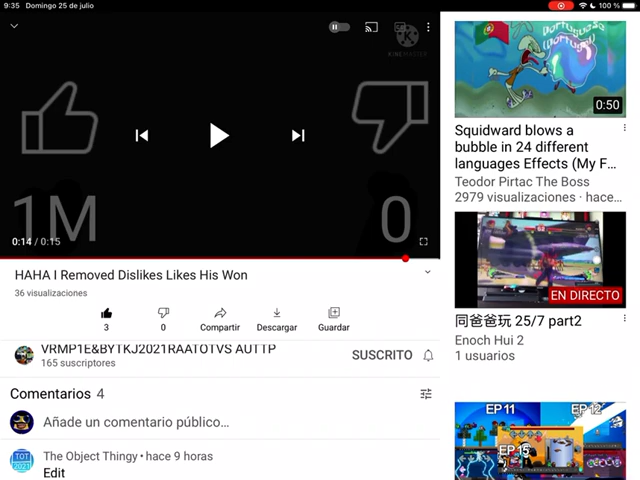 9:35 Domingo 25 de julio
100 %
KINEMASTER
1M
0
0:14 / 0:15
HAHA I Removed Dislikes Likes His Won
36 visualizaciones
3
0
Compartir
Descargar
Guardar
VRMP1E&BYTKJ2021RAATOTVS AUTTP
165 suscriptores
SUSCRITO
Comentarios 4
Añade un comentario público...
TOT
2021
The Object Thingy • hace 9 horas
Edit
Portuguese
(Portugal)
0:50
Squidward blows a
bubble in 24 different
languages Effects (My F...
Teodor Pirtac The Boss
2979 visualizaciones · hace...
EN DIRECTO
同爸爸玩 25/7 part2
Enoch Hui 2
1 usuarios
EP 11
EP 12
EP 15